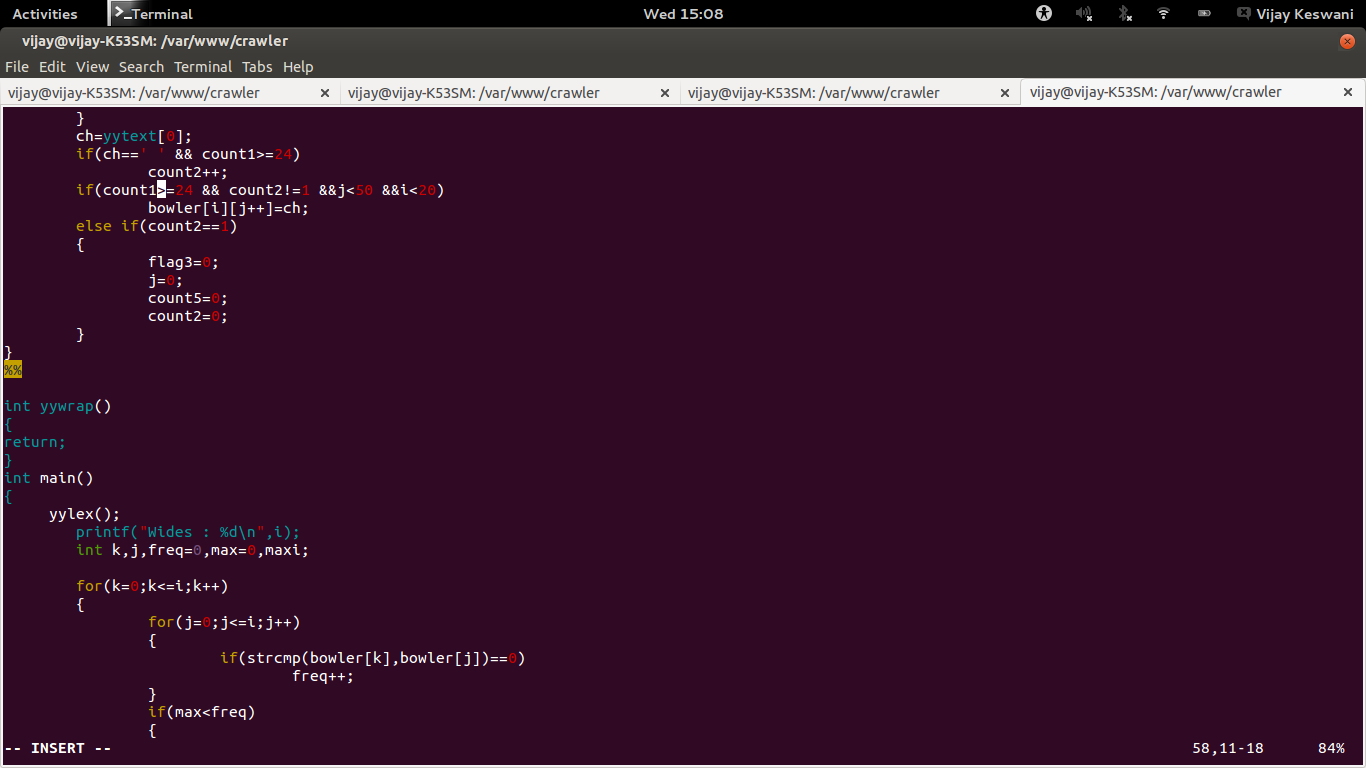 Activities >_ Terminal Wed 15:08 Vijay Keswani
vijay@vijay-K53SM: /var/www/crawler
File Edit View Search Terminal Tabs Help
vijay@vijay-K53SM: /var/www/crawler × vijay@vijay-K53SM: /var/www/crawler × vijay@vijay-K53SM: /var/www/crawler × vijay@vijay-K53SM: /var/www/crawler ×
        }
        ch=yytext[0];
        if(ch==' ' && count1>=24)
                count2++;
        if(count1>=24 && count2!=1 &&j<50 &&i<20)
                bowler[i][j++]=ch;
        else if(count2==1)
        {
                flag3=0;
                j=0;
                count5=0;
                count2=0;
        }
}
%%
int yywrap()
{
return;
}
int main()
{
     yylex();
        printf("Wides : %d\n",i);
        int k,j,freq=0,max=0,maxi;
        for(k=0;k<=i;k++)
        {
                for(j=0;j<=i;j++)
                {
                        if(strcmp(bowler[k],bowler[j])==0)
                                freq++;
                }
                if(max<freq)
                {
-- INSERT -- 58,11-18 84%